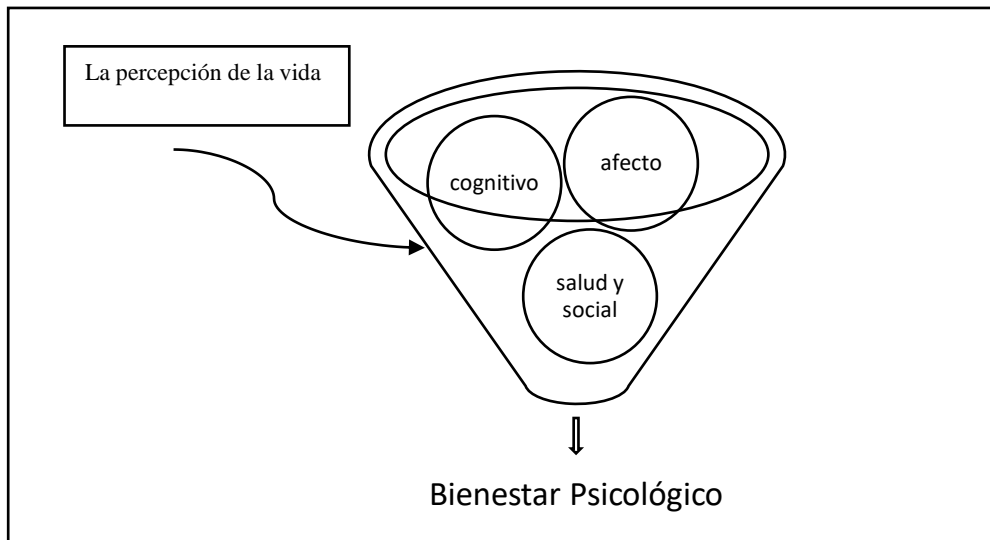 La percepción de la vida
cognitivo
afecto
salud y
social
Bienestar Psicológico